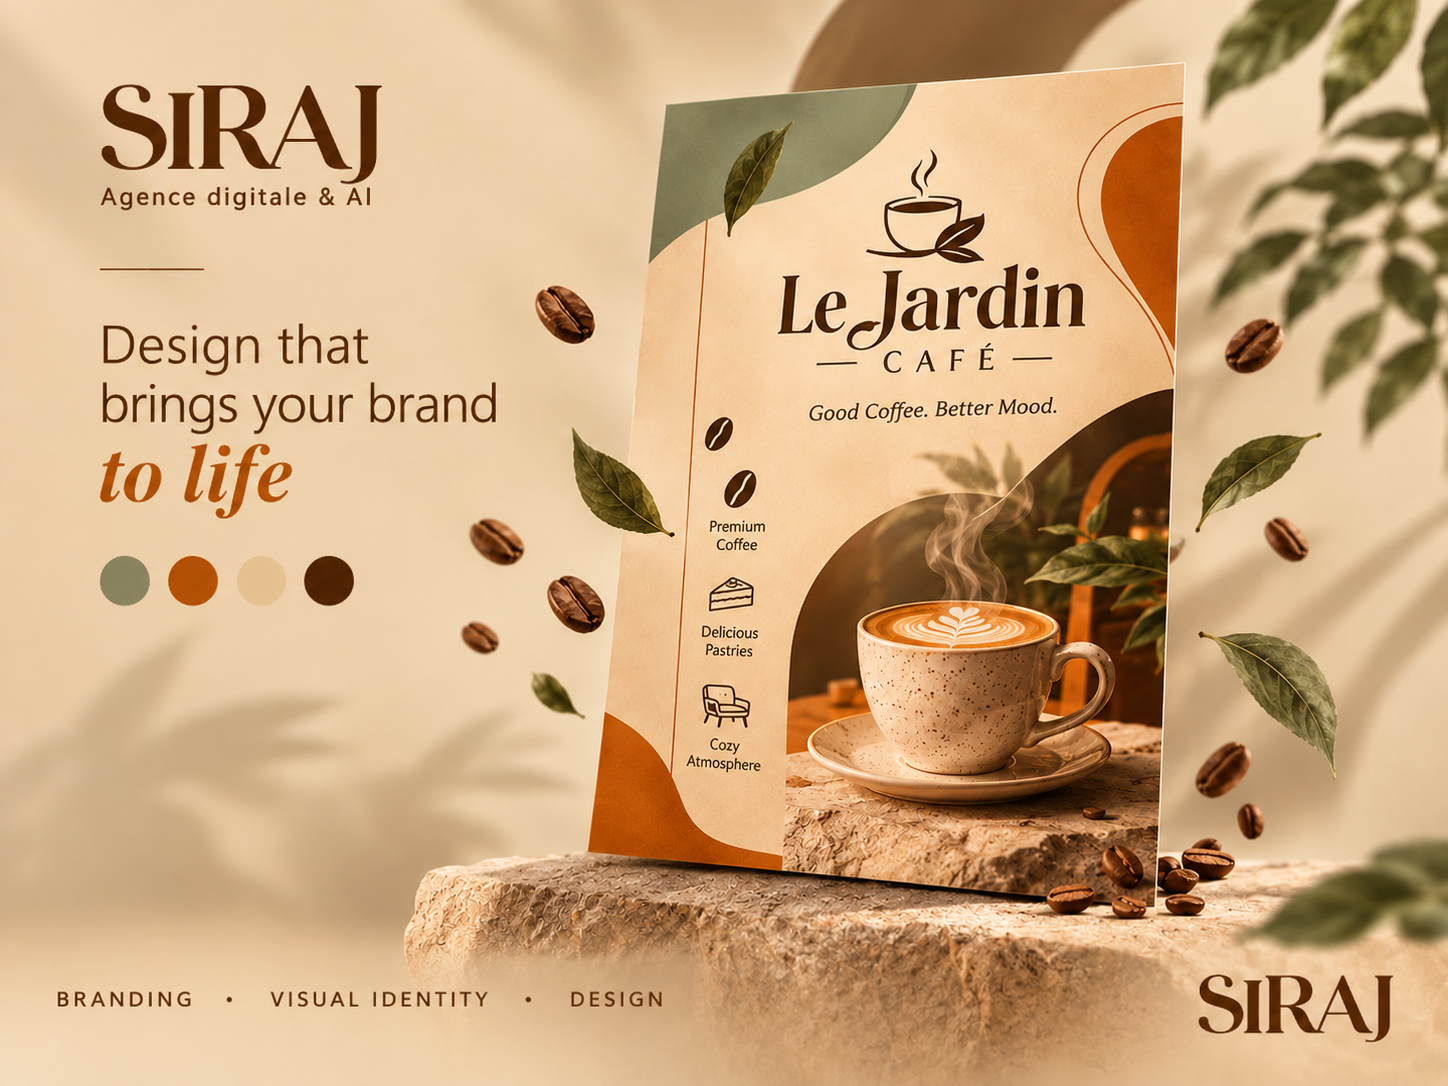 SIRAJ
Agence digitale & AI
Design that
brings your brand
to life
Le Jardin
CAFÉ
Good Coffee. Better Mood.
Premium
Coffee
Delicious
Pastries
Cozy
Atmosphere
BRANDING • VISUAL IDENTITY • DESIGN
SIRAJ